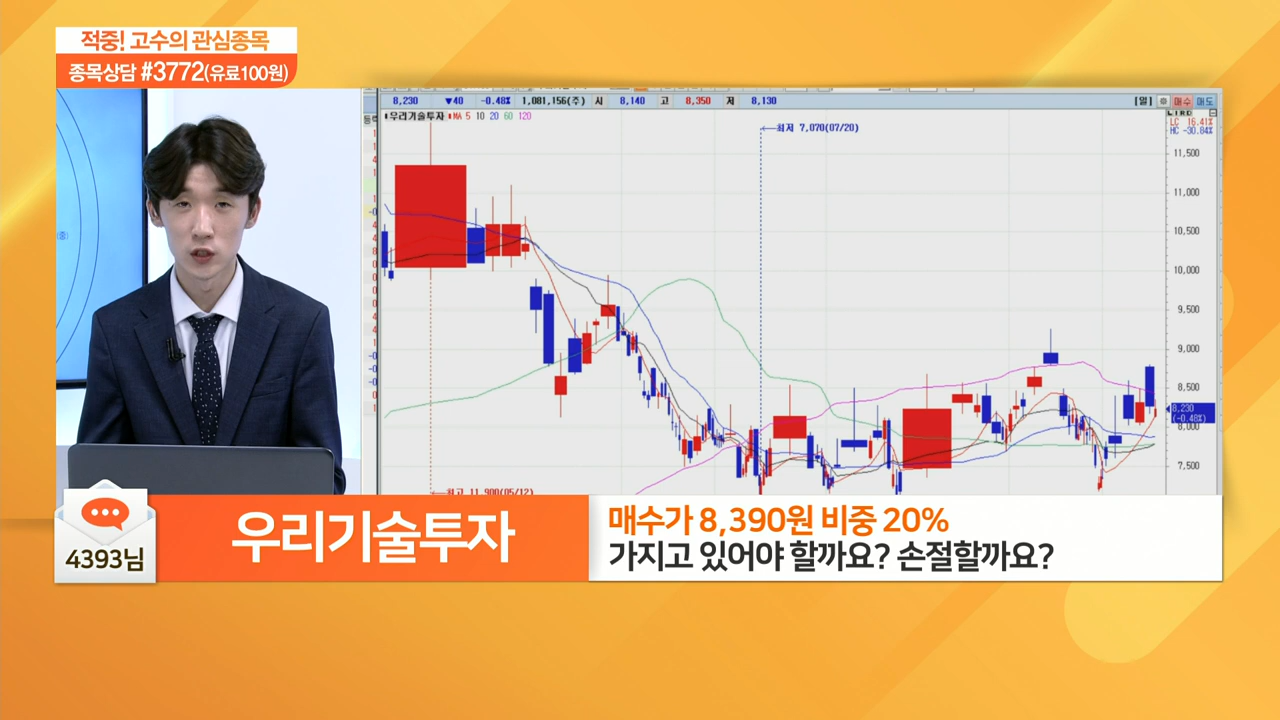 적중! 고수의 관심종목
종목상담 #3772(유료100원)
8,230 ▼40 -0.48% 1,081,156(주) 시 8,140 고 8,350 저 8,130
[일] 매수 매도
우리기술투자 MA 5 10 20 60 120
LC 16.41%
HC -30.84%
최저 7,070(07/20)
11,500
11,000
10,500
10,000
9,500
9,000
8,500
8,230
(-0.48%)
8,000
7,500
최고 11,900(05/12)
4393님
우리기술투자
매수가 8,390원 비중 20%
가지고 있어야 할까요? 손절할까요?